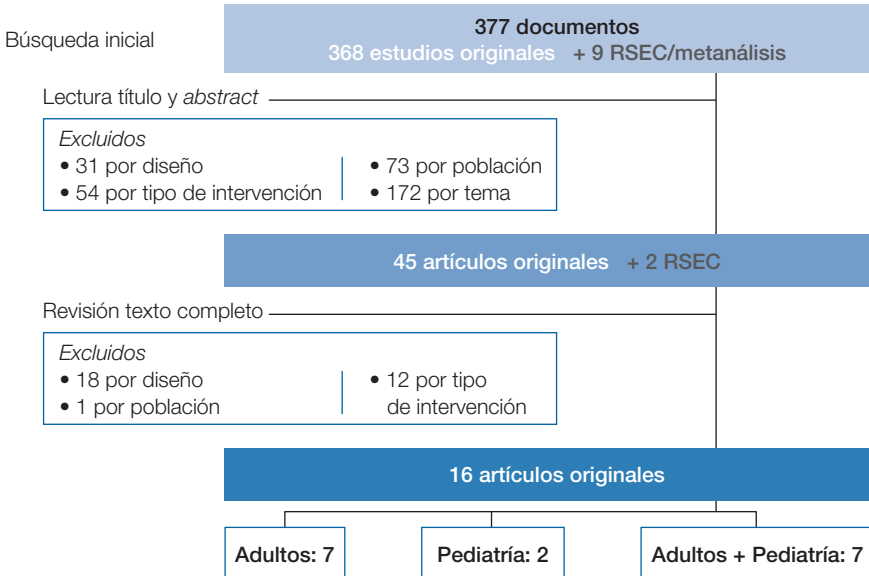 Búsqueda inicial
377 documentos
368 estudios originales + 9 RSEC/metanálisis
Lectura título y abstract
Excluidos
• 31 por diseño
• 54 por tipo de intervención
• 73 por población
• 172 por tema
45 artículos originales + 2 RSEC
Revisión texto completo
Excluidos
• 18 por diseño
• 1 por población
• 12 por tipo
de intervención
16 artículos originales
Adultos: 7
Pediatría: 2
Adultos + Pediatría: 7